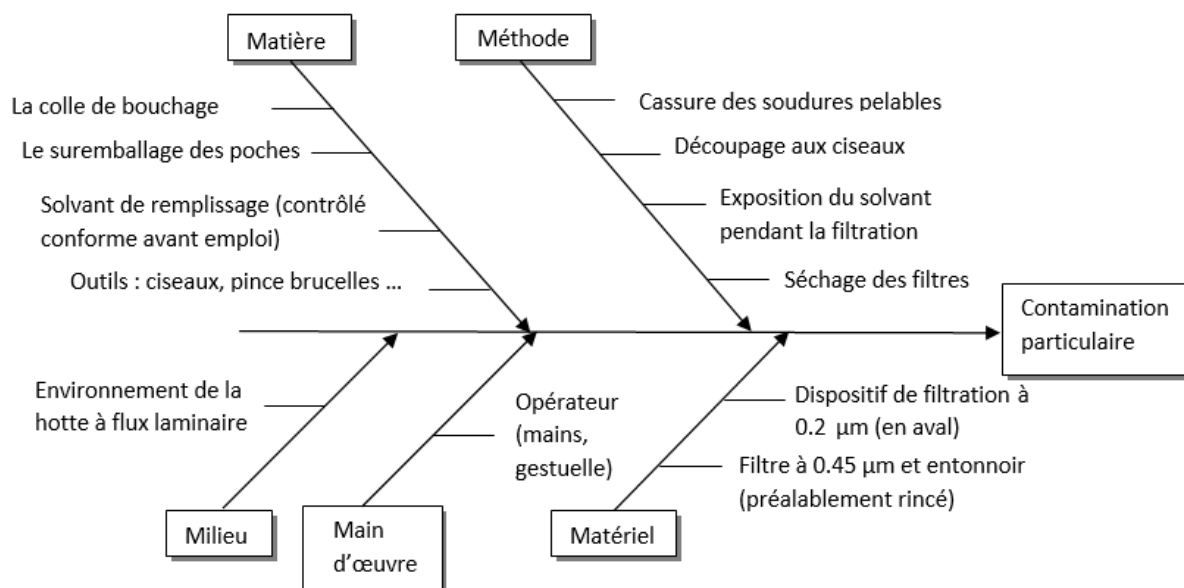 Matière
Méthode
La colle de bouchage
Le suremballage des poches
Solvant de remplissage (contrôlé
conforme avant emploi)
Outils : ciseaux, pince brucelles ...
Cassure des soudures pelables
Découpage aux ciseaux
Exposition du solvant
pendant la filtration
Séchage des filtres
Contamination
particulaire
Environnement de la
hotte à flux laminaire
Opérateur
(mains,
gestuelle)
Dispositif de filtration à
0.2 µm (en aval)
Filtre à 0.45 µm et entonnoir
(préalablement rincé)
Milieu
Main
d’œuvre
Matériel